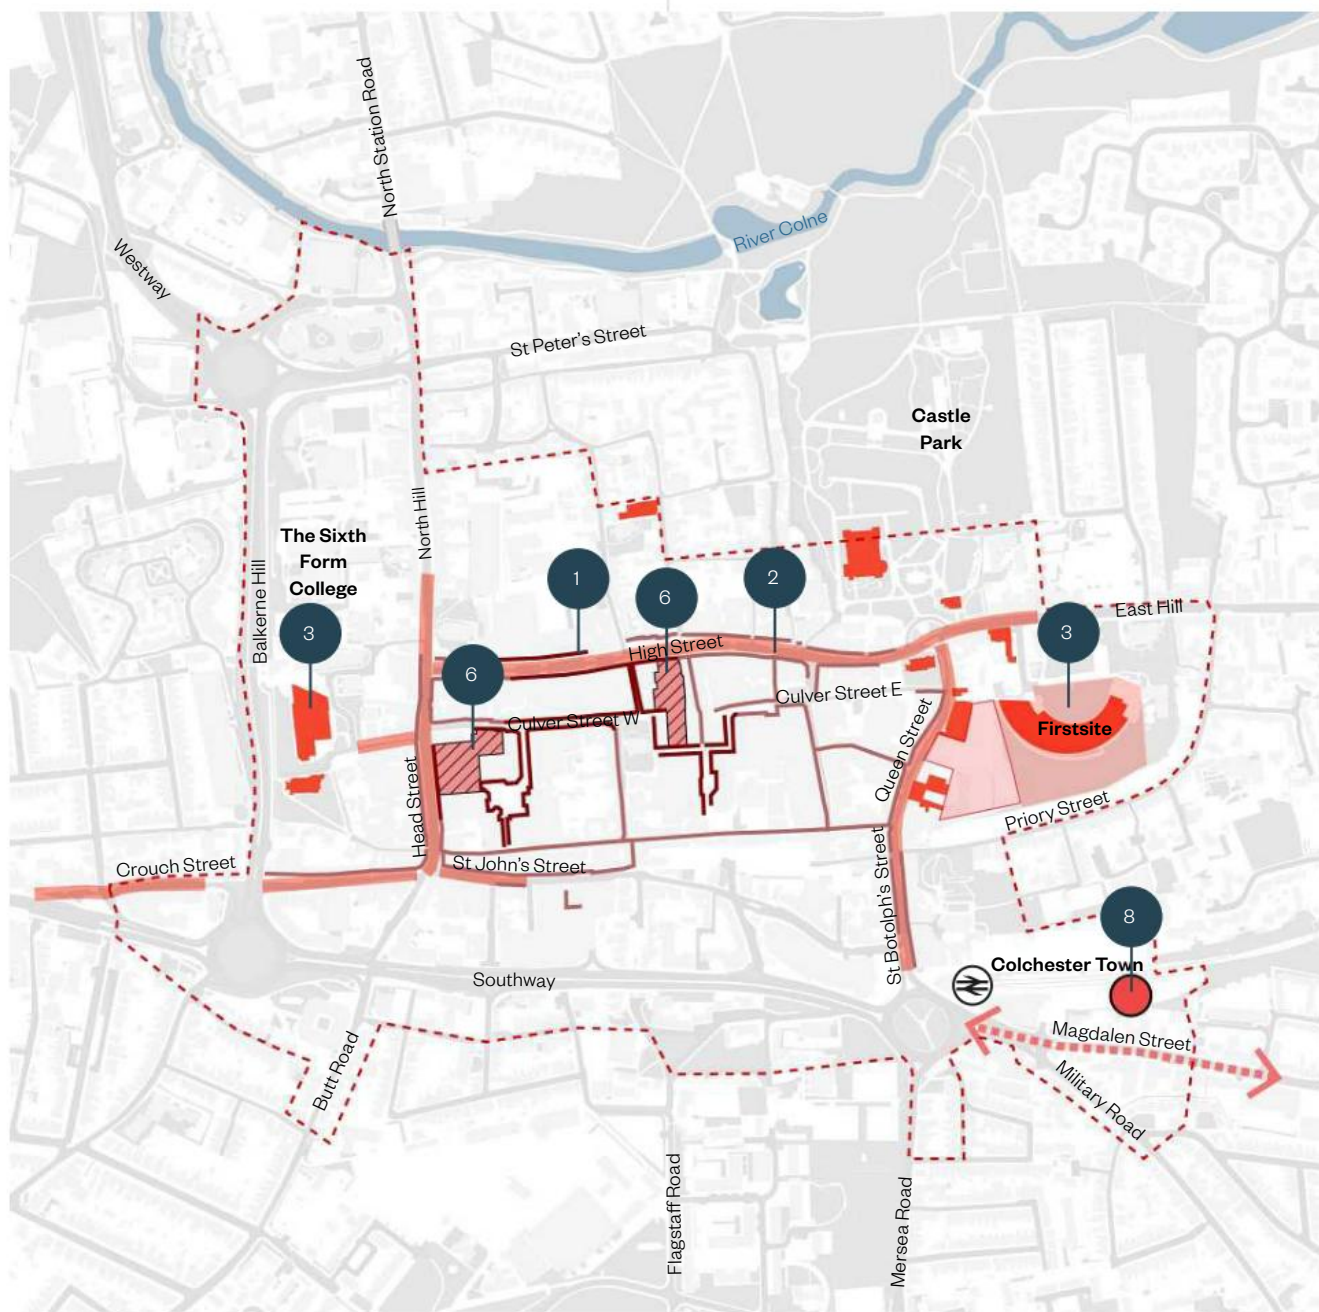 North Station Road
Westway
River Colne
St Peter's Street
Castle
Park
North Hill
The Sixth
Form
College
Balkerne Hill
1
6
2
3
3
East Hill
High Street
6
Culver Street E
Culver Street W
Queen Street
Firstsite
Head Street
Priory Street
Crouch Street
St John's Street
St Botolph's Street
8
Colchester Town
Southway
Magdalen Street
Butt Road
Military Road
Flagstaff Road
Mersea Road